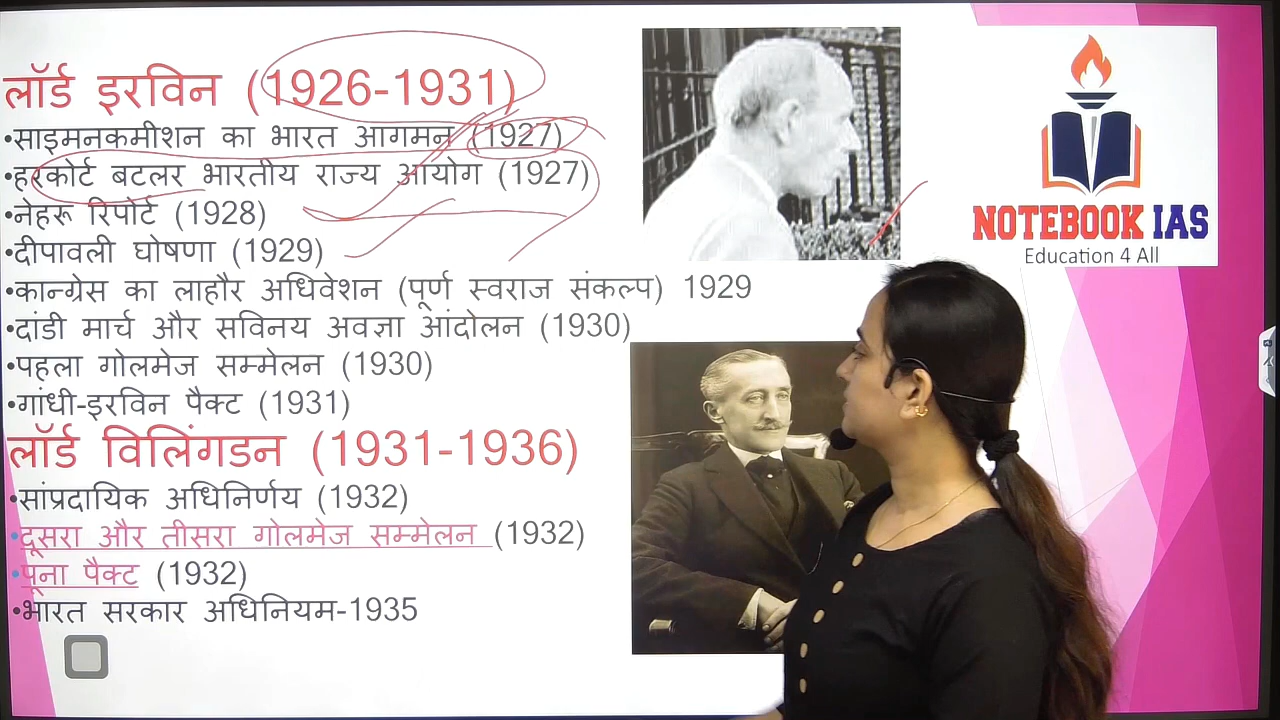 लॉर्ड इरविन (1926-1931)
•साइमनकमीशन का भारत आगमन (1927)
•हरकोर्ट बटलर भारतीय राज्य आयोग (1927)
•नेहरू रिपोर्ट (1928)
•दीपावली घोषणा (1929)
•कान्ग्रेस का लाहौर अधिवेशन (पूर्ण स्वराज संकल्प) 1929
•दांडी मार्च और सविनय अवज्ञा आंदोलन (1930)
•पहला गोलमेज सम्मेलन (1930)
•गांधी-इरविन पैक्ट (1931)
लॉर्ड विलिंगडन (1931-1936)
•सांप्रदायिक अधिनिर्णय (1932)
•दूसरा और तीसरा गोलमेज सम्मेलन (1932)
•पूना पैक्ट (1932)
•भारत सरकार अधिनियम-1935
NOTEBOOK IAS
Education 4 All